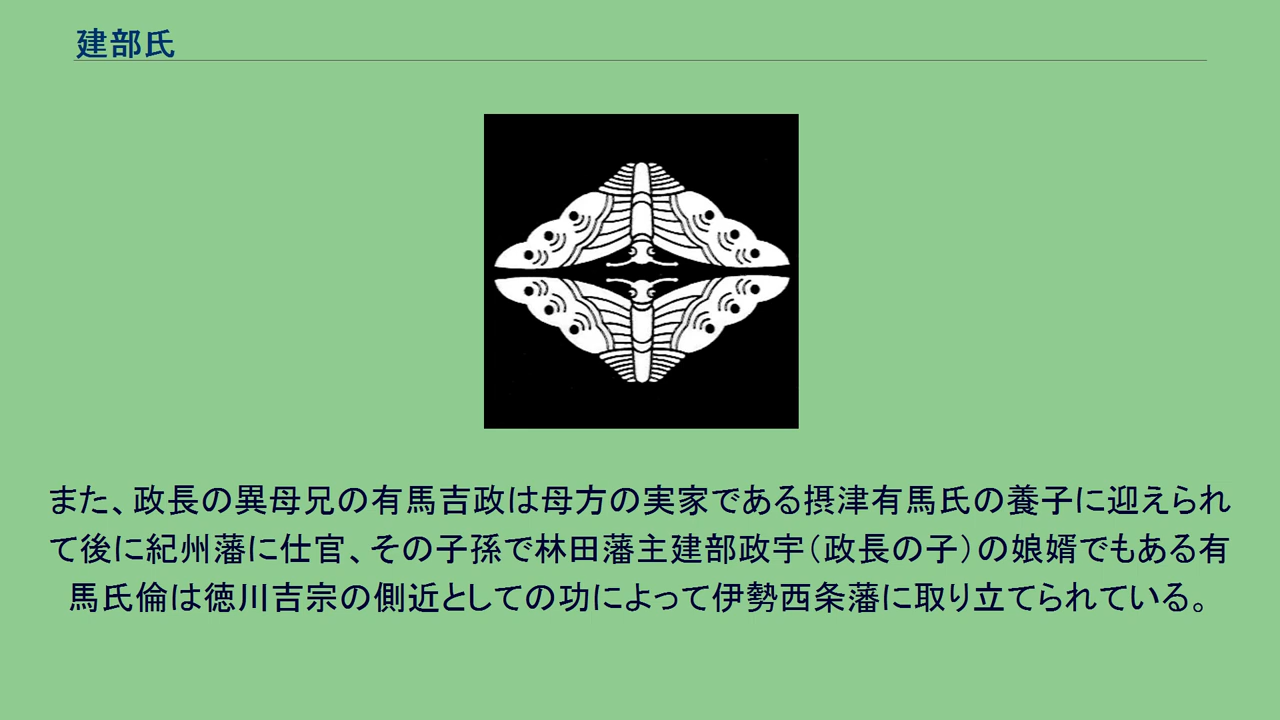 建部氏
また、政長の異母兄の有馬吉政は母方の実家である摂津有馬氏の養子に迎えられ
て後に紀州藩に仕官、その子孫で林田藩主建部政宇（政長の子）の娘婿でもある有
馬氏倫は徳川吉宗の側近としての功によって伊勢西条藩に取り立てられている。